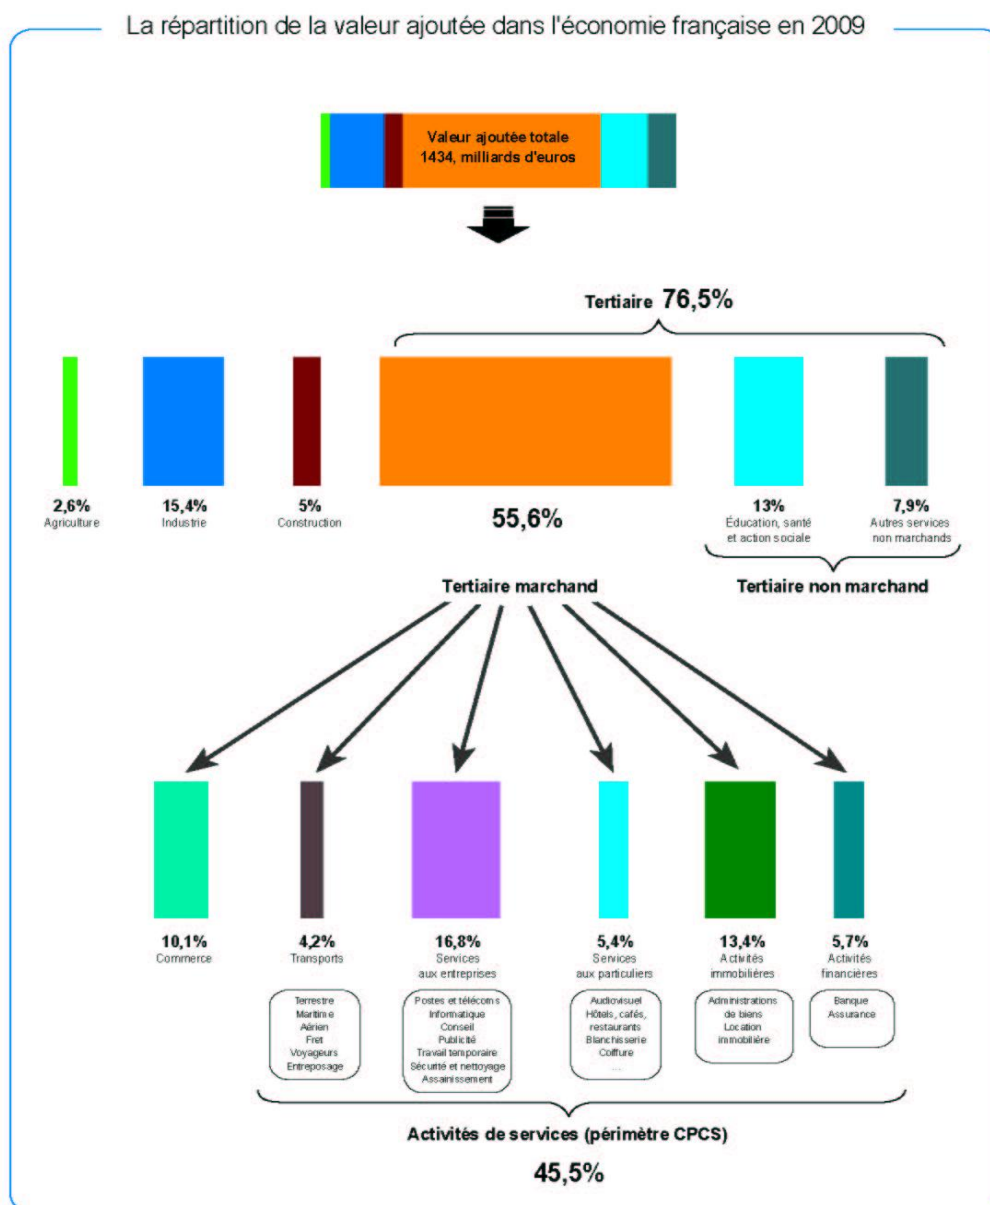 La répartition de la valeur ajoutée dans l'économie française en 2009
Valeur ajoutée totale
1434, milliards d'euros
Tertiaire 76,5%
2,6%
Agriculture
15,4%
Industrie
5%
Construction
55,6%
13%
Éducation, santé
et action sociale
7,9%
Autres services
non marchands
Tertiaire marchand
Tertiaire non marchand
10,1%
Commerce
4,2%
Transports
16,8%
Services
aux entreprises
5,4%
Services
aux particuliers
13,4%
Activités
immobilières
5,7%
Activités
financières
Terrestre
Maritime
Aérien
Fret
Voyageurs
Entreposage
Postes et télécoms
Informatique
Conseil
Publicité
Travail temporaire
Sécurité et nettoyage
Assainissement
Audiovisuel
Hôtels, cafés,
restaurants
Blanchisserie
Coiffure
...
Administrations
de biens
Location
immobilière
Banque
Assurance
Activités de services (périmètre CPCS)
45,5%